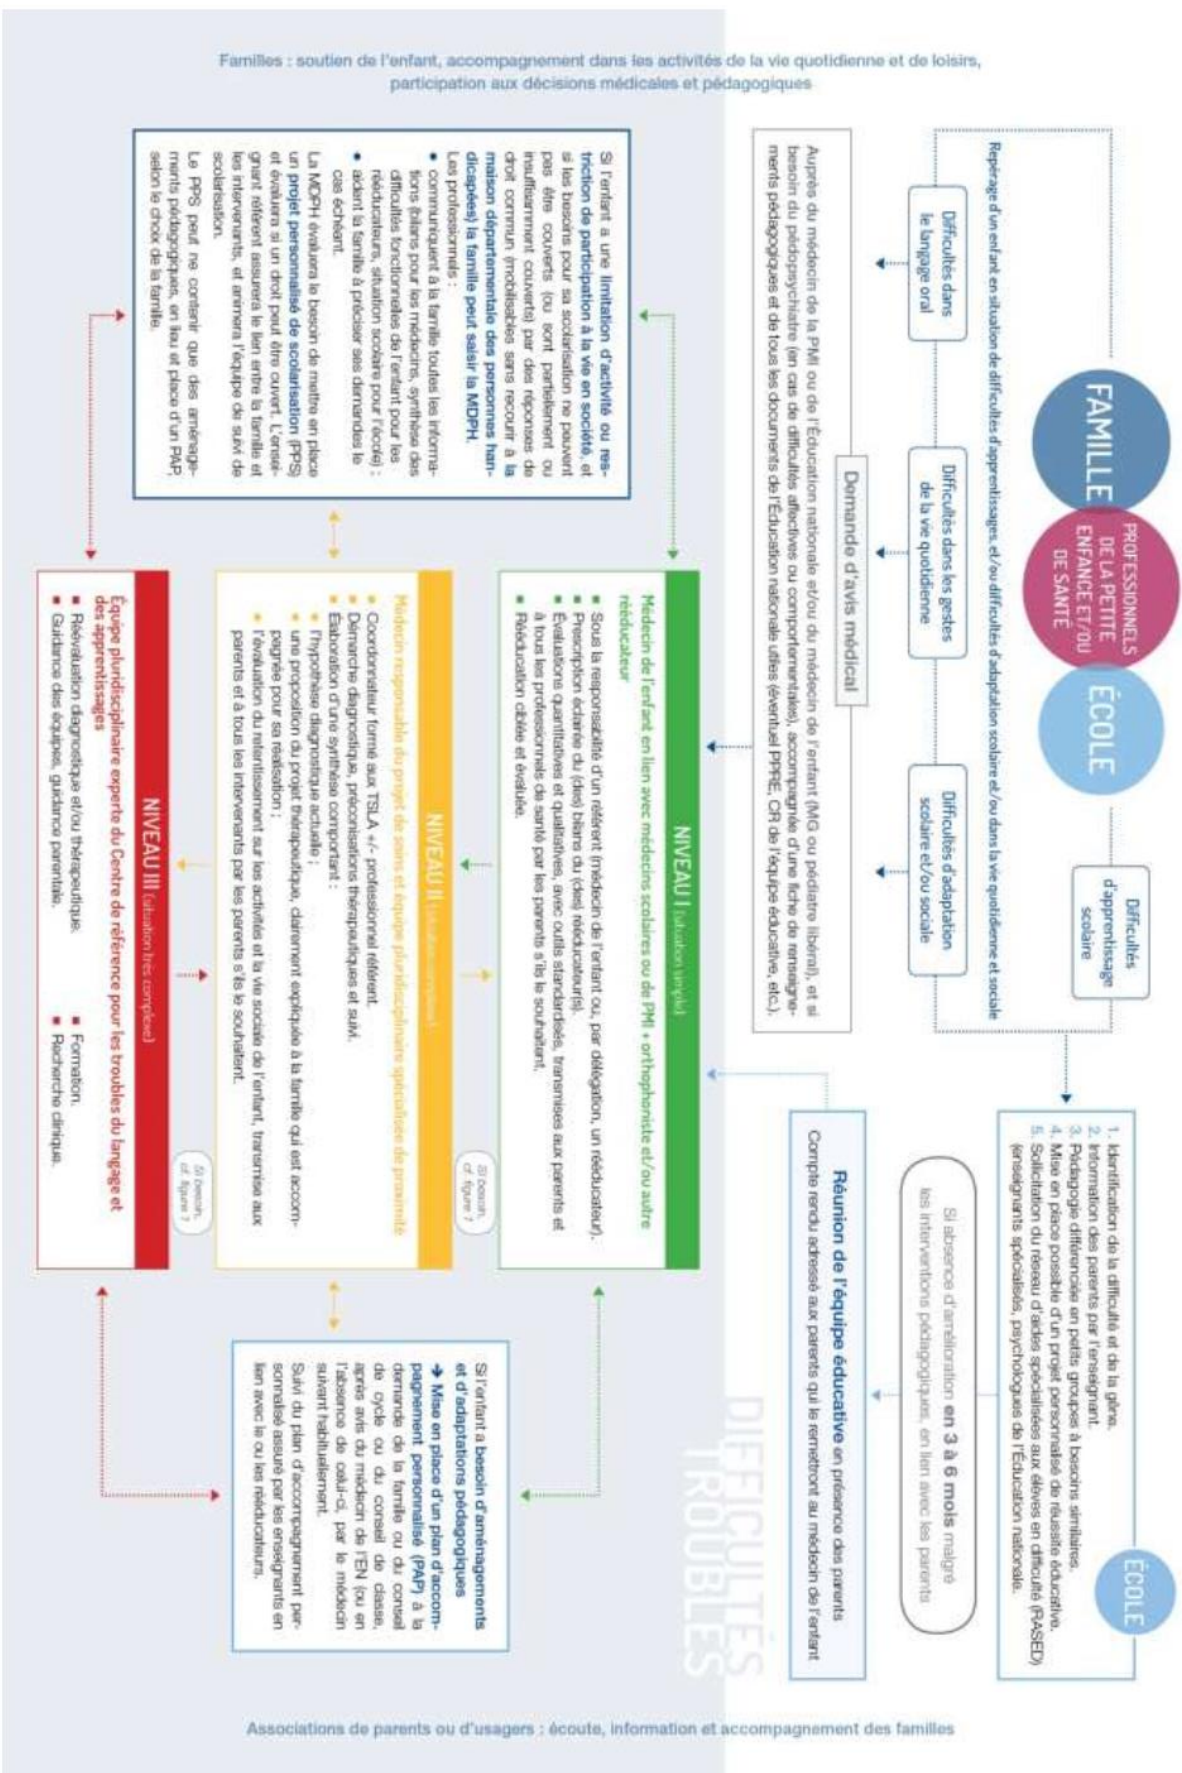 Familles : soutien de l'enfant, accompagnement dans les activités de la vie quotidienne et de loisirs,
participation aux décisions médicales et pédagogiques
FAMILLE
PROFESSIONNELS
DE LA PETITE
ENFANCE ET/OU
DE SANTÉ
ÉCOLE
Difficultés
d'apprentissage
scolaire
Repérage d'un enfant en situation de difficultés d'apprentissages, et/ou difficultés d'adaptation scolaire et/ou dans la vie quotidienne et sociale
Difficultés dans
le langage oral
Difficultés dans les gestes
de la vie quotidienne
Difficultés d'adaptation
scolaire et/ou sociale
Demande d'avis médical
Auprès du médecin de la PMI ou de l'Éducation nationale et/ou du médecin de l'enfant (MG ou pédiatre libéral), et si
besoin du pédopsychiatre (en cas de difficultés affectives ou comportementales), accompagnée d'une fiche de renseigne-
ments pédagogiques et de tous les documents de l'Éducation nationale utiles (éventuel PPRE, CR de l'équipe éducative, etc.).
ÉCOLE
1. Identification de la difficulté et de la gêne.
2. Information des parents par l'enseignant.
3. Pédagogie différenciée en petits groupes à besoins similaires.
4. Mise en place possible d'un projet personnalisé de réussite éducative.
5. Sollicitation du réseau d'aides spécialisées aux élèves en difficulté (RASED)
(enseignants spécialisés, psychologues de l'Éducation nationale.
Si absence d'amélioration en 3 à 6 mois malgré
les interventions pédagogiques, en lien avec les parents
Réunion de l'équipe éducative en présence des parents
Compte rendu adressé aux parents qui le remettront au médecin de l'enfant
DIFFICULTÉS
TROUBLES
Si l'enfant a une limitation d'activité ou res-
triction de participation à la vie en société, et
si les besoins pour sa scolarisation ne peuvent
pas être couverts (ou sont partiellement ou
insuffisamment couverts) par des réponses de
droit commun (mobilisables sans recourir à la
maison départementale des personnes han-
dicapées) la famille peut saisir la MDPH.
Les professionnels :
• communiquent à la famille toutes les informa-
tions (bilans pour les médecins, synthèse des
difficultés fonctionnelles de l'enfant pour les
rééducateurs, situation scolaire pour l'école) ;
• aident la famille à préciser ses demandes le
cas échéant.
La MDPH évaluera le besoin de mettre en place
un projet personnalisé de scolarisation (PPS)
et évaluera si un droit peut être ouvert. L'ensei-
gnant référent assurera le lien entre la famille et
les intervenants, et animera l'équipe de suivi de
scolarisation.
Le PPS peut ne contenir que des aménage-
ments pédagogiques, en lieu et place d'un PAP,
selon le choix de la famille.
NIVEAU I (situation simple)
Médecin de l'enfant en lien avec médecins scolaires ou de PMI + orthophoniste et/ou autre
rééducateur
■ Sous la responsabilité d'un référent (médecin de l'enfant ou, par délégation, un rééducateur).
■ Prescription éclairée du (des) bilans du (des) rééducateur(s).
■ Évaluations quantitatives et qualitatives, avec outils standardisés, transmises aux parents et
à tous les professionnels de santé par les parents s'ils le souhaitent.
■ Rééducation ciblée et évaluée.
Si besoin,
cf. figure 7
NIVEAU II (situation complexe)
Médecin responsable du projet de soins et équipe pluridisciplinaire spécialisée de proximité
■ Coordonnateur formé aux TSLA +/- professionnel référent.
■ Démarche diagnostique, préconisations thérapeutiques et suivi.
■ Élaboration d'une synthèse comportant :
• l'hypothèse diagnostique actuelle ;
• une proposition du projet thérapeutique, clairement expliquée à la famille qui est accom-
pagnée pour sa réalisation ;
• l'évaluation du retentissement sur les activités et la vie sociale de l'enfant, transmise aux
parents et à tous les intervenants par les parents s'ils le souhaitent.
Si besoin,
cf. figure 7
NIVEAU III (situation très complexe)
Équipe pluridisciplinaire experte du Centre de référence pour les troubles du langage et
des apprentissages
■ Réévaluation diagnostique et/ou thérapeutique.
■ Guidance des équipes, guidance parentale.
■ Formation.
■ Recherche clinique.
Si l'enfant a besoin d'aménagements
et d'adaptations pédagogiques
➔ Mise en place d'un plan d'accom-
pagnement personnalisé (PAP) à la
demande de la famille ou du conseil
de cycle ou du conseil de classe,
après avis du médecin de l'EN (ou en
l'absence de celui-ci, par le médecin
suivant habituellement.
Suivi du plan d'accompagnement per-
sonnalisé assuré par les enseignants en
lien avec le ou les rééducateurs.
Associations de parents ou d'usagers : écoute, information et accompagnement des familles